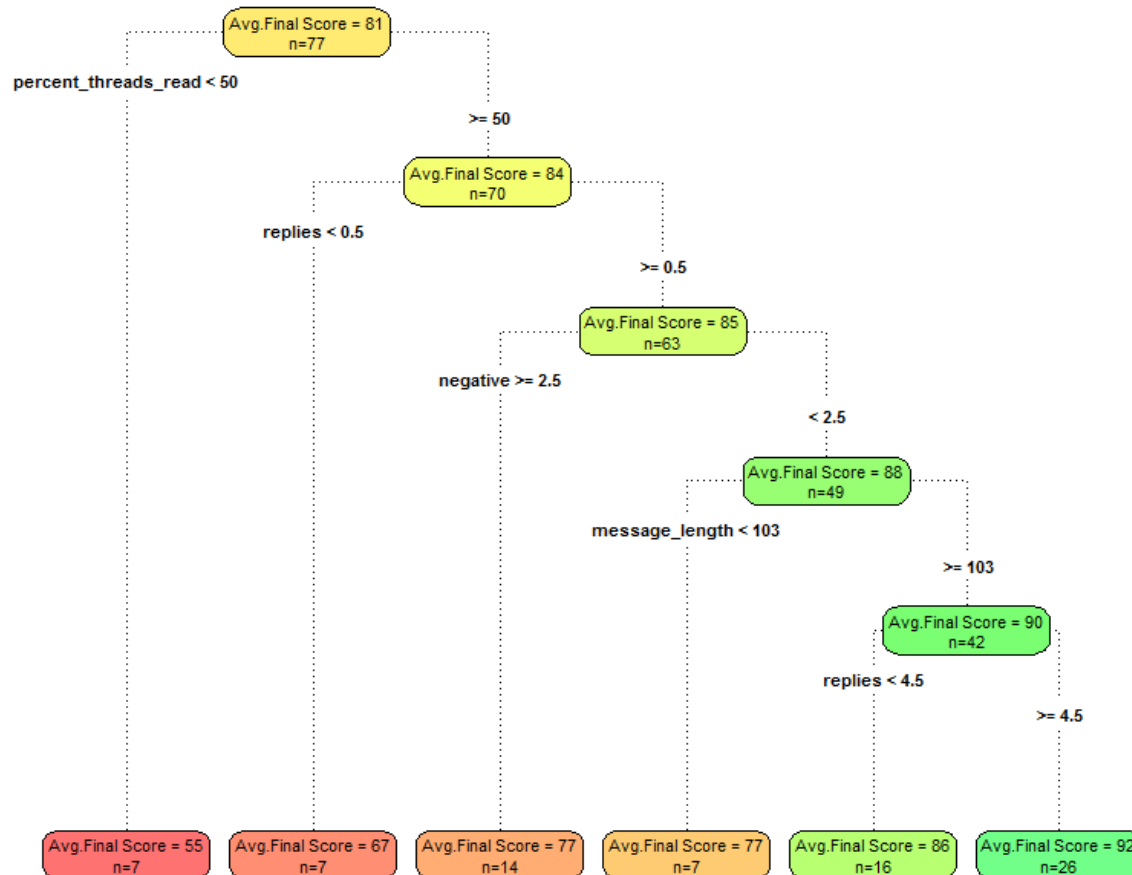 Avg.Final Score = 81
n=77
percent_threads_read < 50
>= 50
Avg.Final Score = 84
n=70
replies < 0.5
>= 0.5
Avg.Final Score = 85
n=63
negative >= 2.5
< 2.5
Avg.Final Score = 88
n=49
message_length < 103
>= 103
Avg.Final Score = 90
n=42
replies < 4.5
>= 4.5
Avg.Final Score = 55
n=7
Avg.Final Score = 67
n=7
Avg.Final Score = 77
n=14
Avg.Final Score = 77
n=7
Avg.Final Score = 86
n=16
Avg.Final Score = 92
n=26